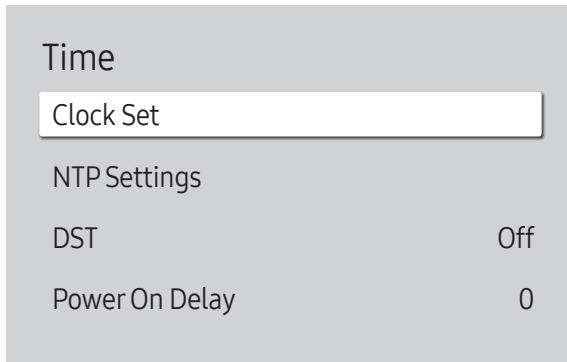 Time
Clock Set
NTP Settings
DST Off
Power On Delay 0